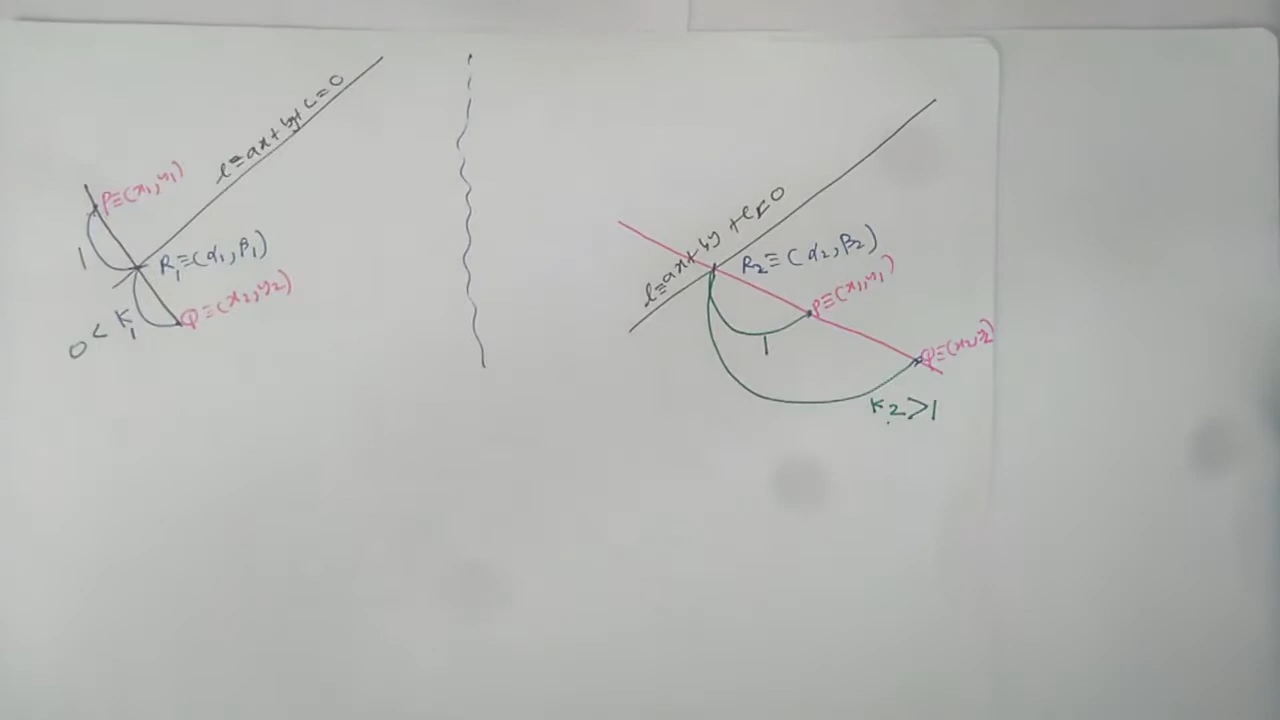 l≡ax+by+c=0
P≡(x₁,y₁)
1
R₁≡(α₁,β₁)
Q≡(x₂,y₂)
0<k₁
l≡ax+by+c=0
R₂≡(α₂,β₂)
P≡(x₁,y₁)
1
Q≡(x₂,y₂)
k₂>1